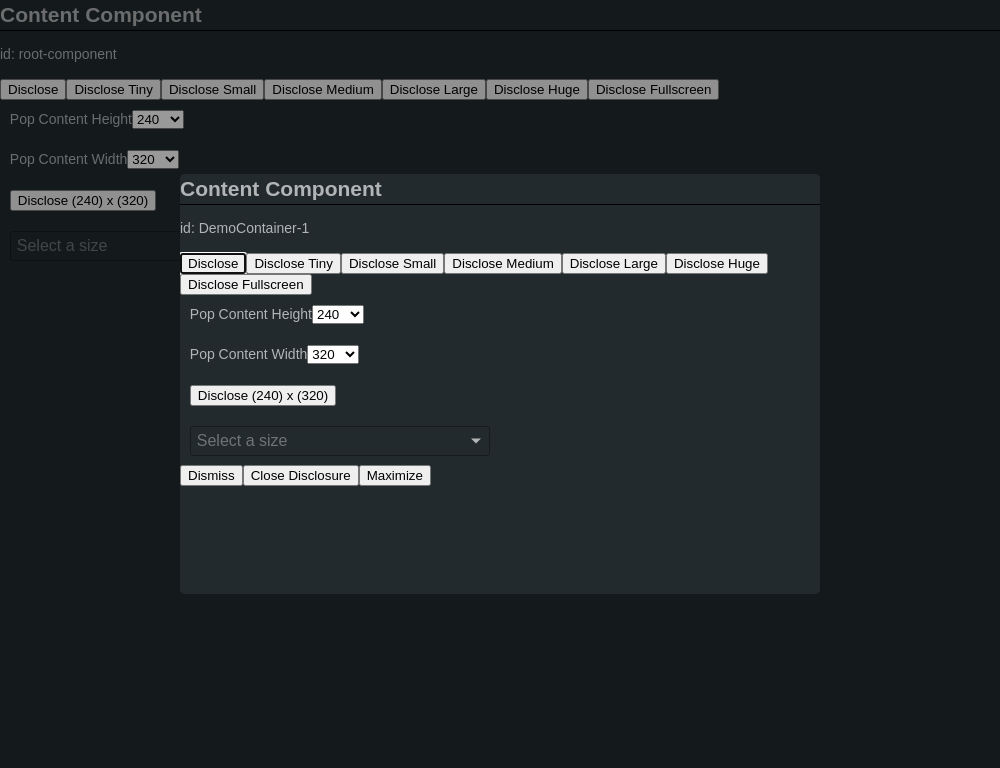 Content Component
id: root-component
Disclose Disclose Tiny Disclose Small Disclose Medium Disclose Large Disclose Huge Disclose Fullscreen
Pop Content Height 240
Pop Content Width 320
Disclose (240) x (320)
Select a size
Content Component
id: DemoContainer-1
Disclose Disclose Tiny Disclose Small Disclose Medium Disclose Large Disclose Huge
Disclose Fullscreen
Pop Content Height 240
Pop Content Width 320
Disclose (240) x (320)
Select a size
Dismiss Close Disclosure Maximize